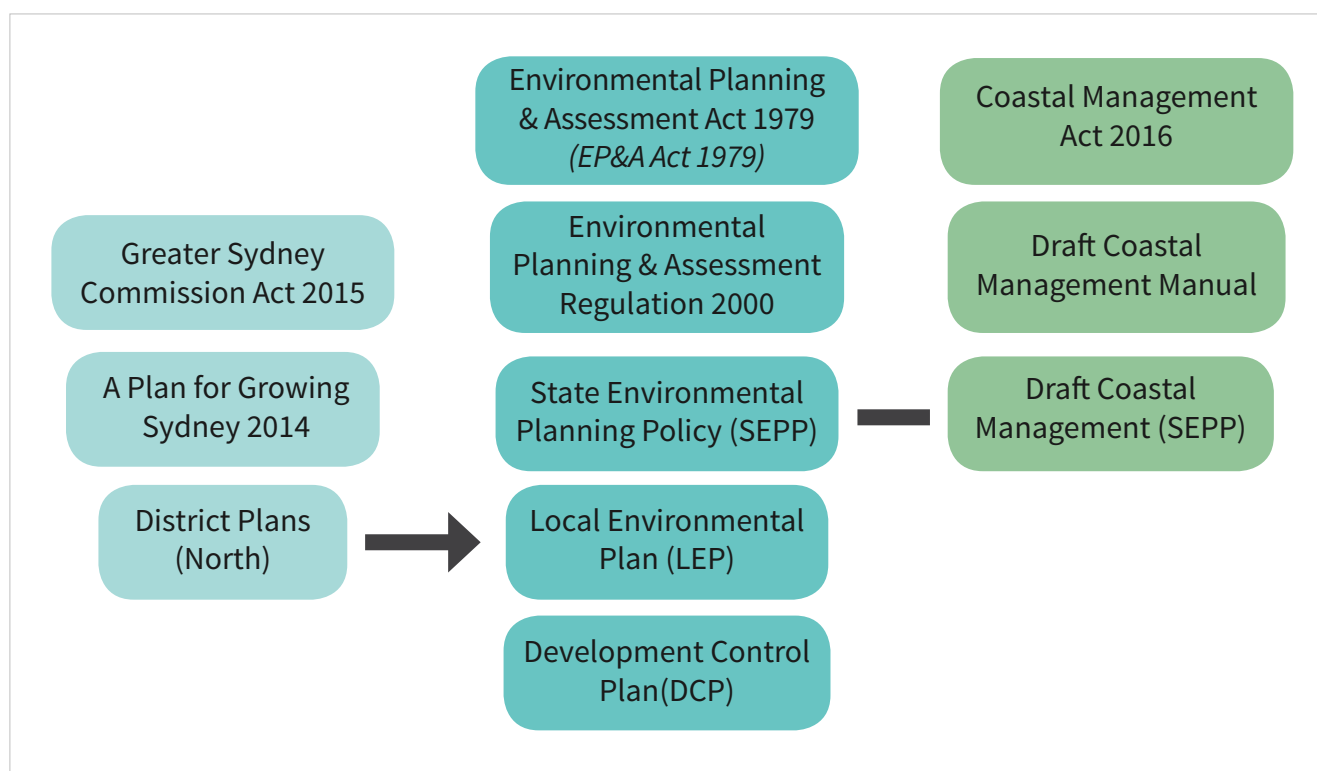 Environmental Planning
& Assessment Act 1979
(EP&A Act 1979)
Coastal Management
Act 2016
Greater Sydney
Commission Act 2015
Environmental
Planning & Assessment
Regulation 2000
Draft Coastal
Management Manual
A Plan for Growing
Sydney 2014
State Environmental
Planning Policy (SEPP)
Draft Coastal
Management (SEPP)
District Plans
(North)
Local Environmental
Plan (LEP)
Development Control
Plan(DCP)